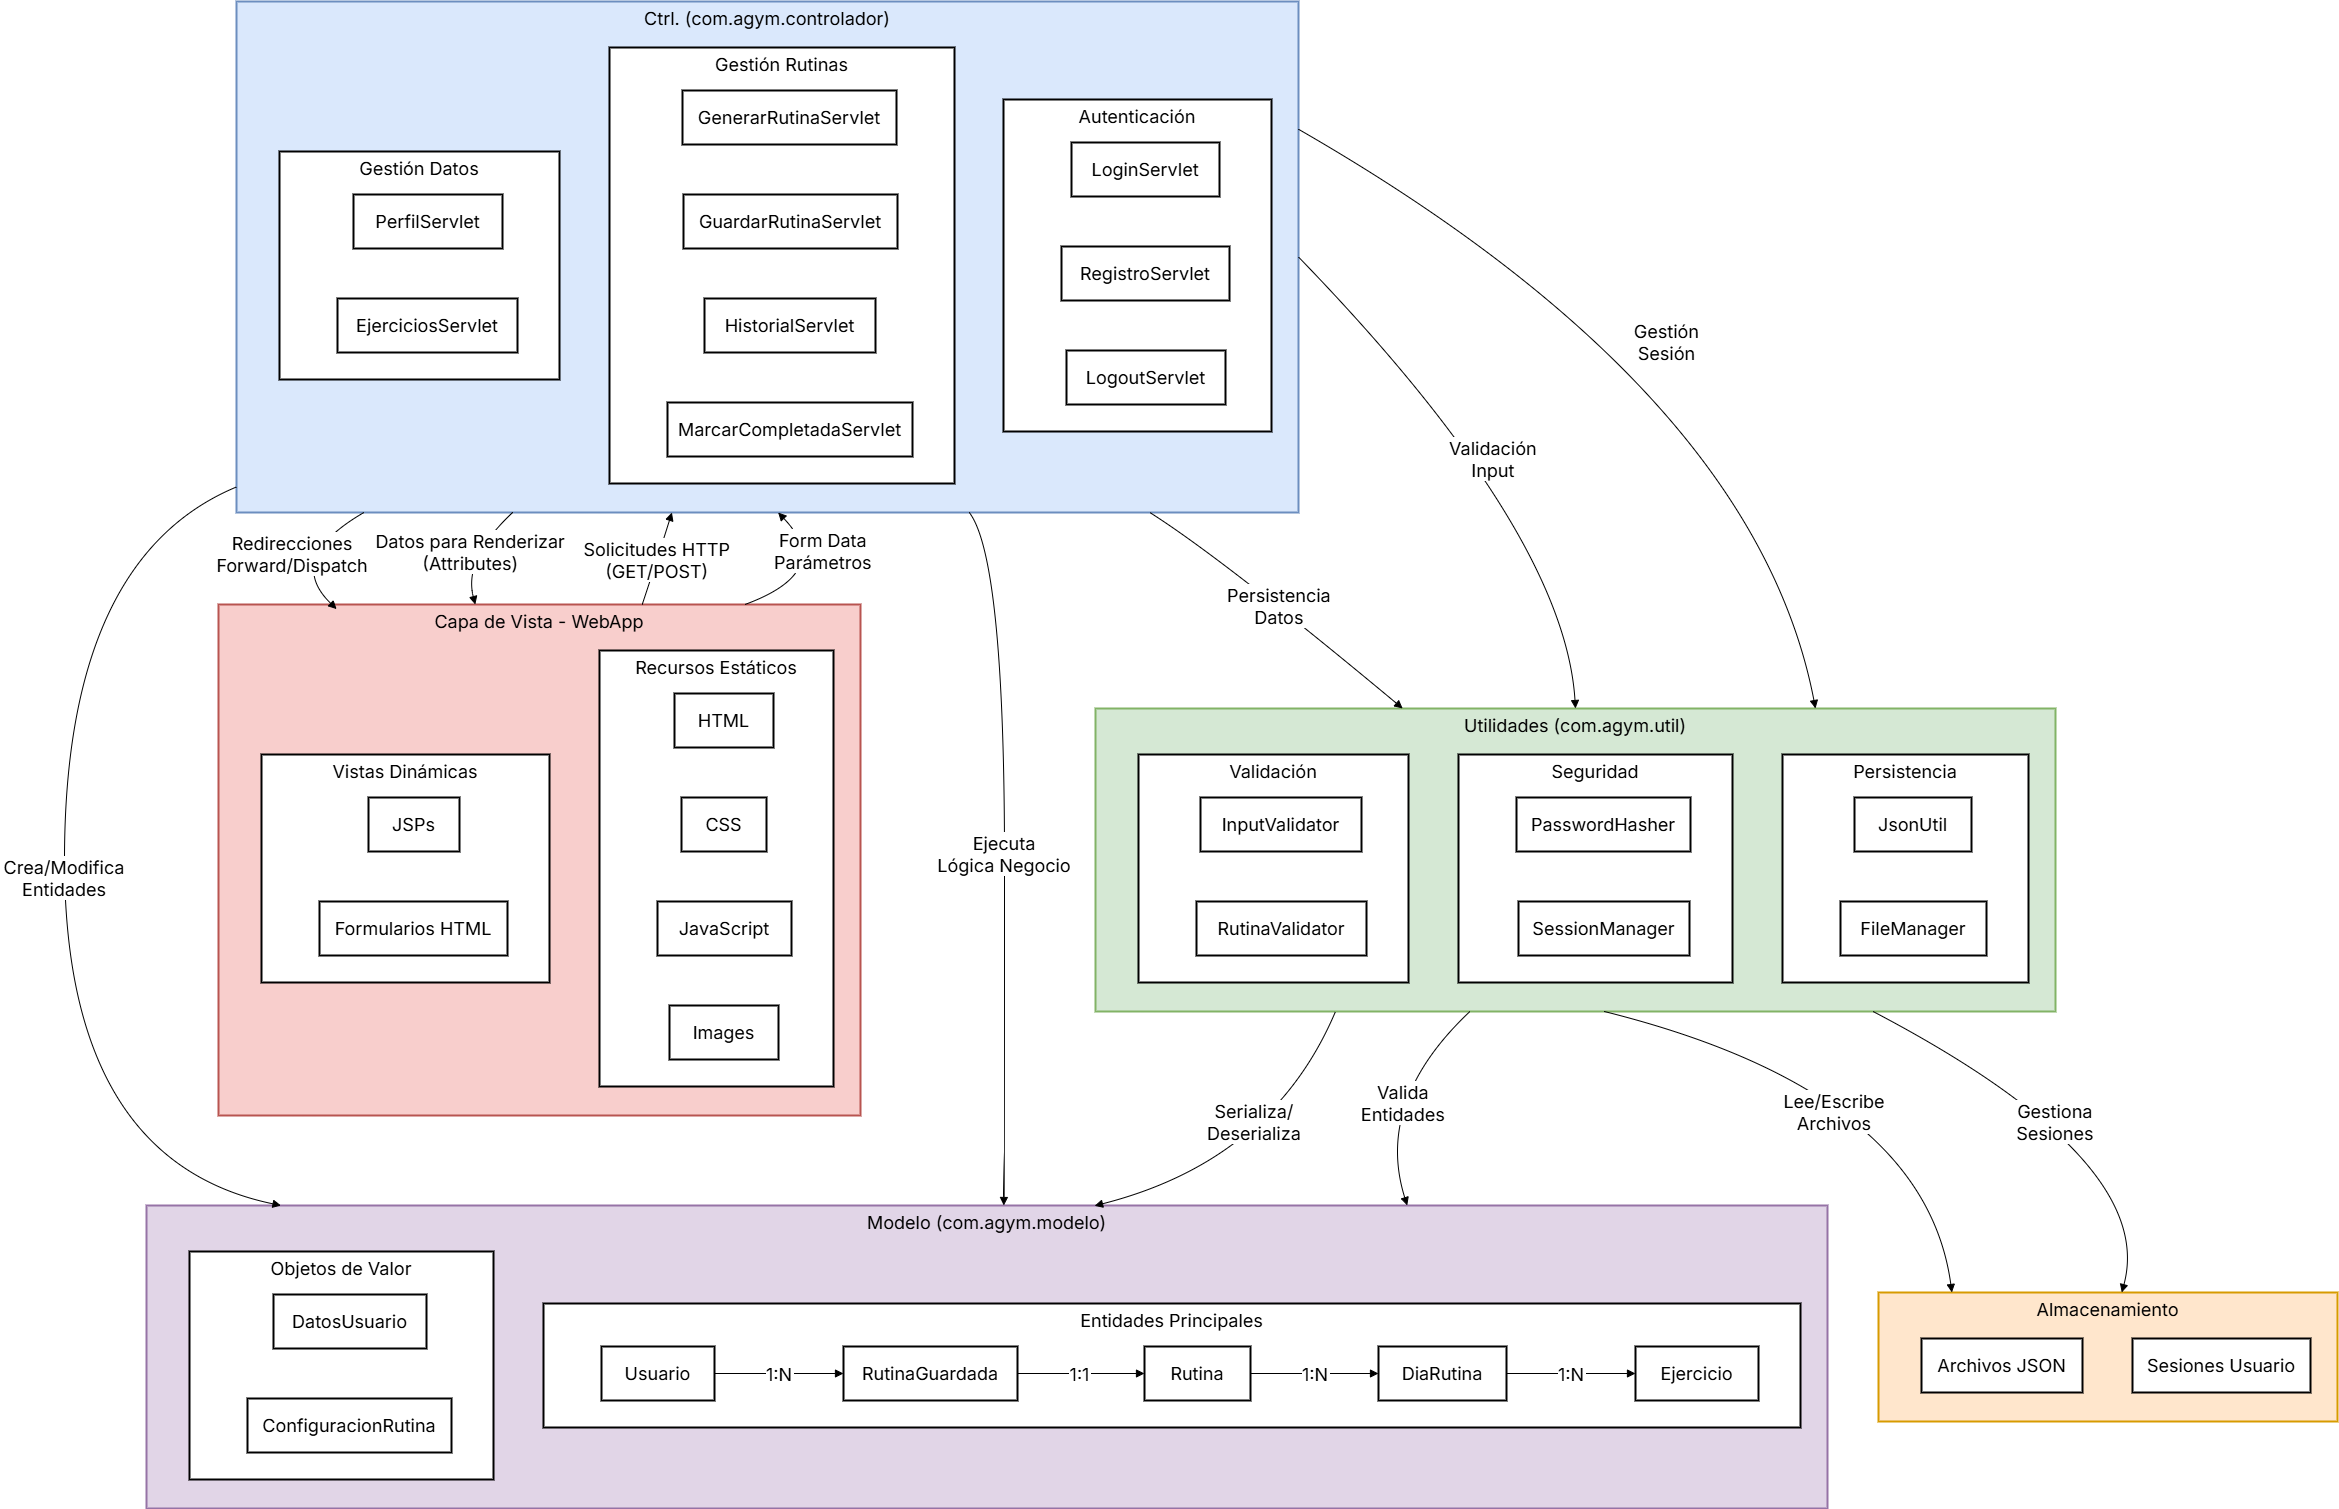 Ctrl. (com.agym.controlador)
Gestión Datos
PerfilServlet
EjerciciosServlet
Gestión Rutinas
GenerarRutinaServlet
GuardarRutinaServlet
HistorialServlet
MarcarCompletadaServlet
Autenticación
LoginServlet
RegistroServlet
LogoutServlet
Gestión
Sesión
Validación
Input
Redirecciones
Forward/Dispatch
Datos para Renderizar
(Attributes)
Solicitudes HTTP
(GET/POST)
Form Data
Parámetros
Persistencia
Datos
Capa de Vista - WebApp
Vistas Dinámicas
JSPs
Formularios HTML
Recursos Estáticos
HTML
CSS
JavaScript
Images
Crea/Modifica
Entidades
Ejecuta
Lógica Negocio
Utilidades (com.agym.util)
Validación
InputValidator
RutinaValidator
Seguridad
PasswordHasher
SessionManager
Persistencia
JsonUtil
FileManager
Serializa/
Deserializa
Valida
Entidades
Lee/Escribe
Archivos
Gestiona
Sesiones
Modelo (com.agym.modelo)
Objetos de Valor
DatosUsuario
ConfiguracionRutina
Entidades Principales
Usuario
1:N
RutinaGuardada
1:1
Rutina
1:N
DiaRutina
1:N
Ejercicio
Almacenamiento
Archivos JSON
Sesiones Usuario